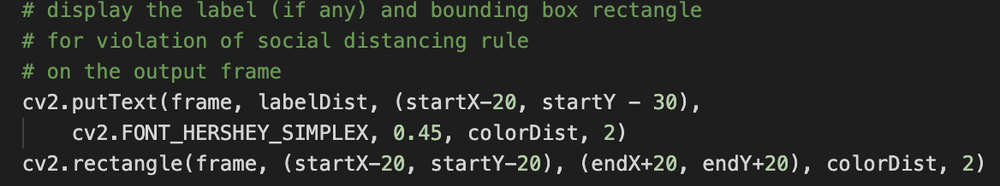 # display the label (if any) and bounding box rectangle
# for violation of social distancing rule
# on the output frame
cv2.putText(frame, labelDist, (startX-20, startY - 30),
    cv2.FONT_HERSHEY_SIMPLEX, 0.45, colorDist, 2)
cv2.rectangle(frame, (startX-20, startY-20), (endX+20, endY+20), colorDist, 2)